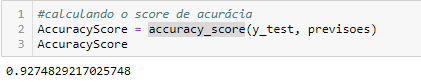 1 #calculando o score de acurácia
2 AccuracyScore = accuracy_score(y_test, previsoes)
3 AccuracyScore
0.9274829217025748